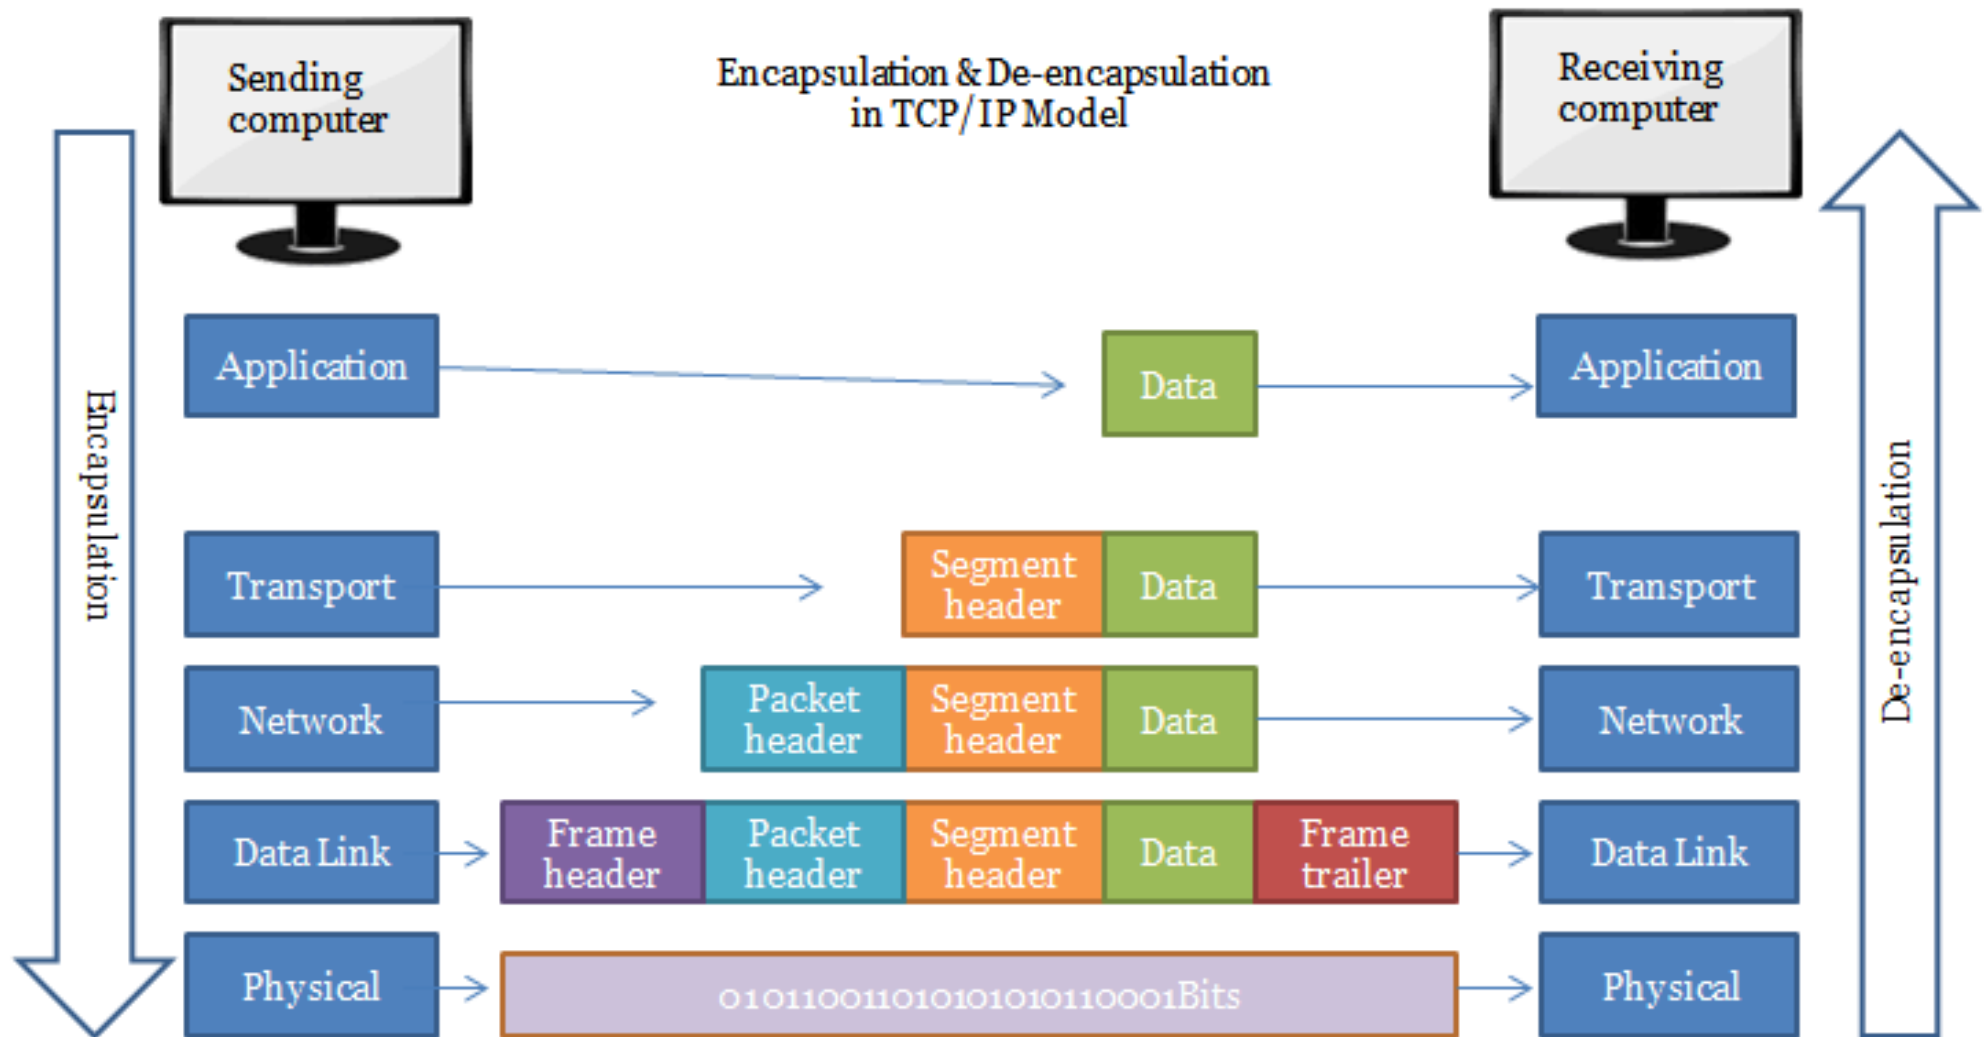 Sending
computer
Encapsulation & De-encapsulation
in TCP/IP Model
Receiving
computer
Encapsulation
De-encapsulation
Application
Data
Application
Transport
Segment
header
Data
Transport
Network
Packet
header
Segment
header
Data
Network
Data Link
Frame
header
Packet
header
Segment
header
Data
Frame
trailer
Data Link
Physical
0101100110101010101 10001Bits
Physical